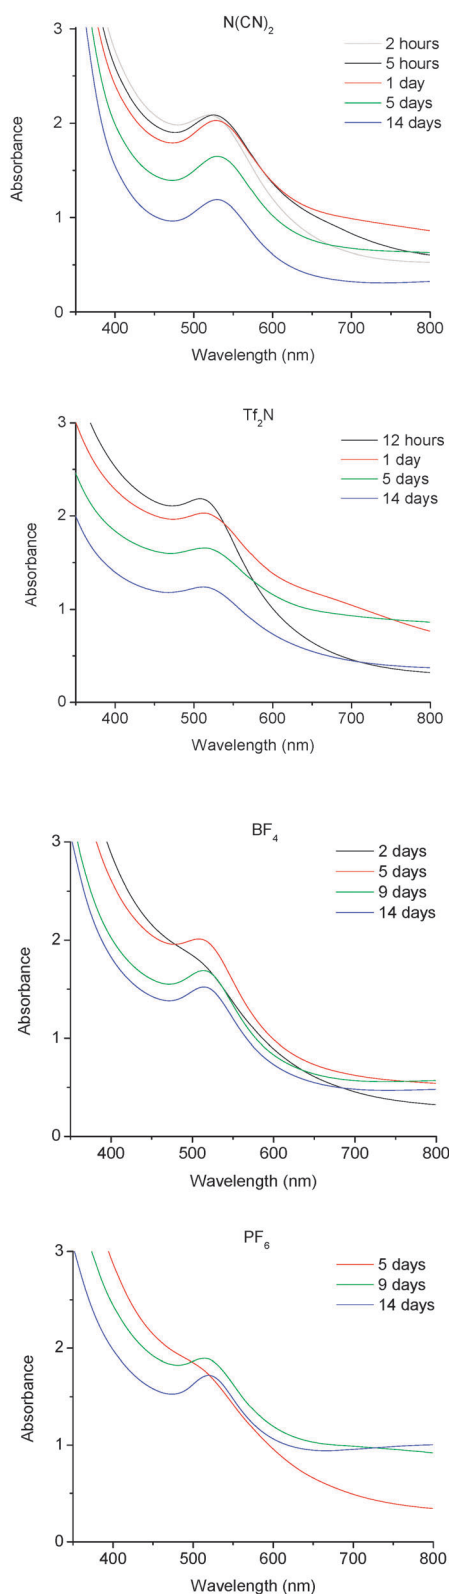 N(CN)₂
3
2 hours
5 hours
1 day
5 days
14 days
2
1
0
Absorbance
400 500 600 700 800
Wavelength (nm)
Tf₂N
3
12 hours
1 day
5 days
14 days
2
1
0
Absorbance
400 500 600 700 800
Wavelength (nm)
BF₄
3
2 days
5 days
9 days
14 days
2
1
0
Absorbance
400 500 600 700 800
Wavelength (nm)
PF₆
3
5 days
9 days
14 days
2
1
0
Absorbance
400 500 600 700 800
Wavelength (nm)